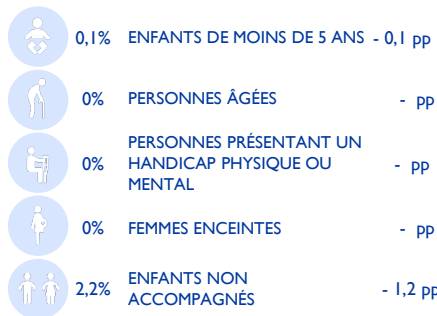 0,1% ENFANTS DE MOINS DE 5 ANS - 0,1 pp
0% PERSONNES ÂGÉES - pp
PERSONNES PRÉSENTANT UN
0% HANDICAP PHYSIQUE OU - pp
MENTAL
0% FEMMES ENCEINTES - pp
2,2% ENFANTS NON - 1,2 pp
ACCOMPAGNÉS